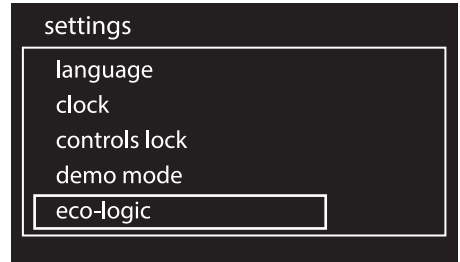 settings
language
clock
controls lock
demo mode
eco-logic